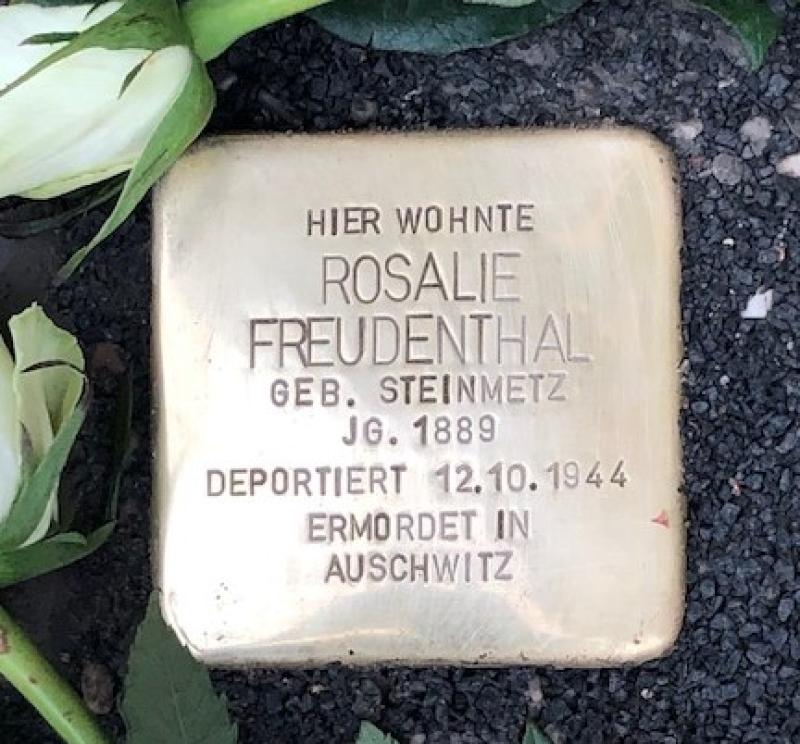 HIER WOHNTE
ROSALIE
FREUDENTHAL
GEB. STEINMETZ
JG. 1889
DEPORTIERT 12.10.1944
ERMORDET IN
AUSCHWITZ